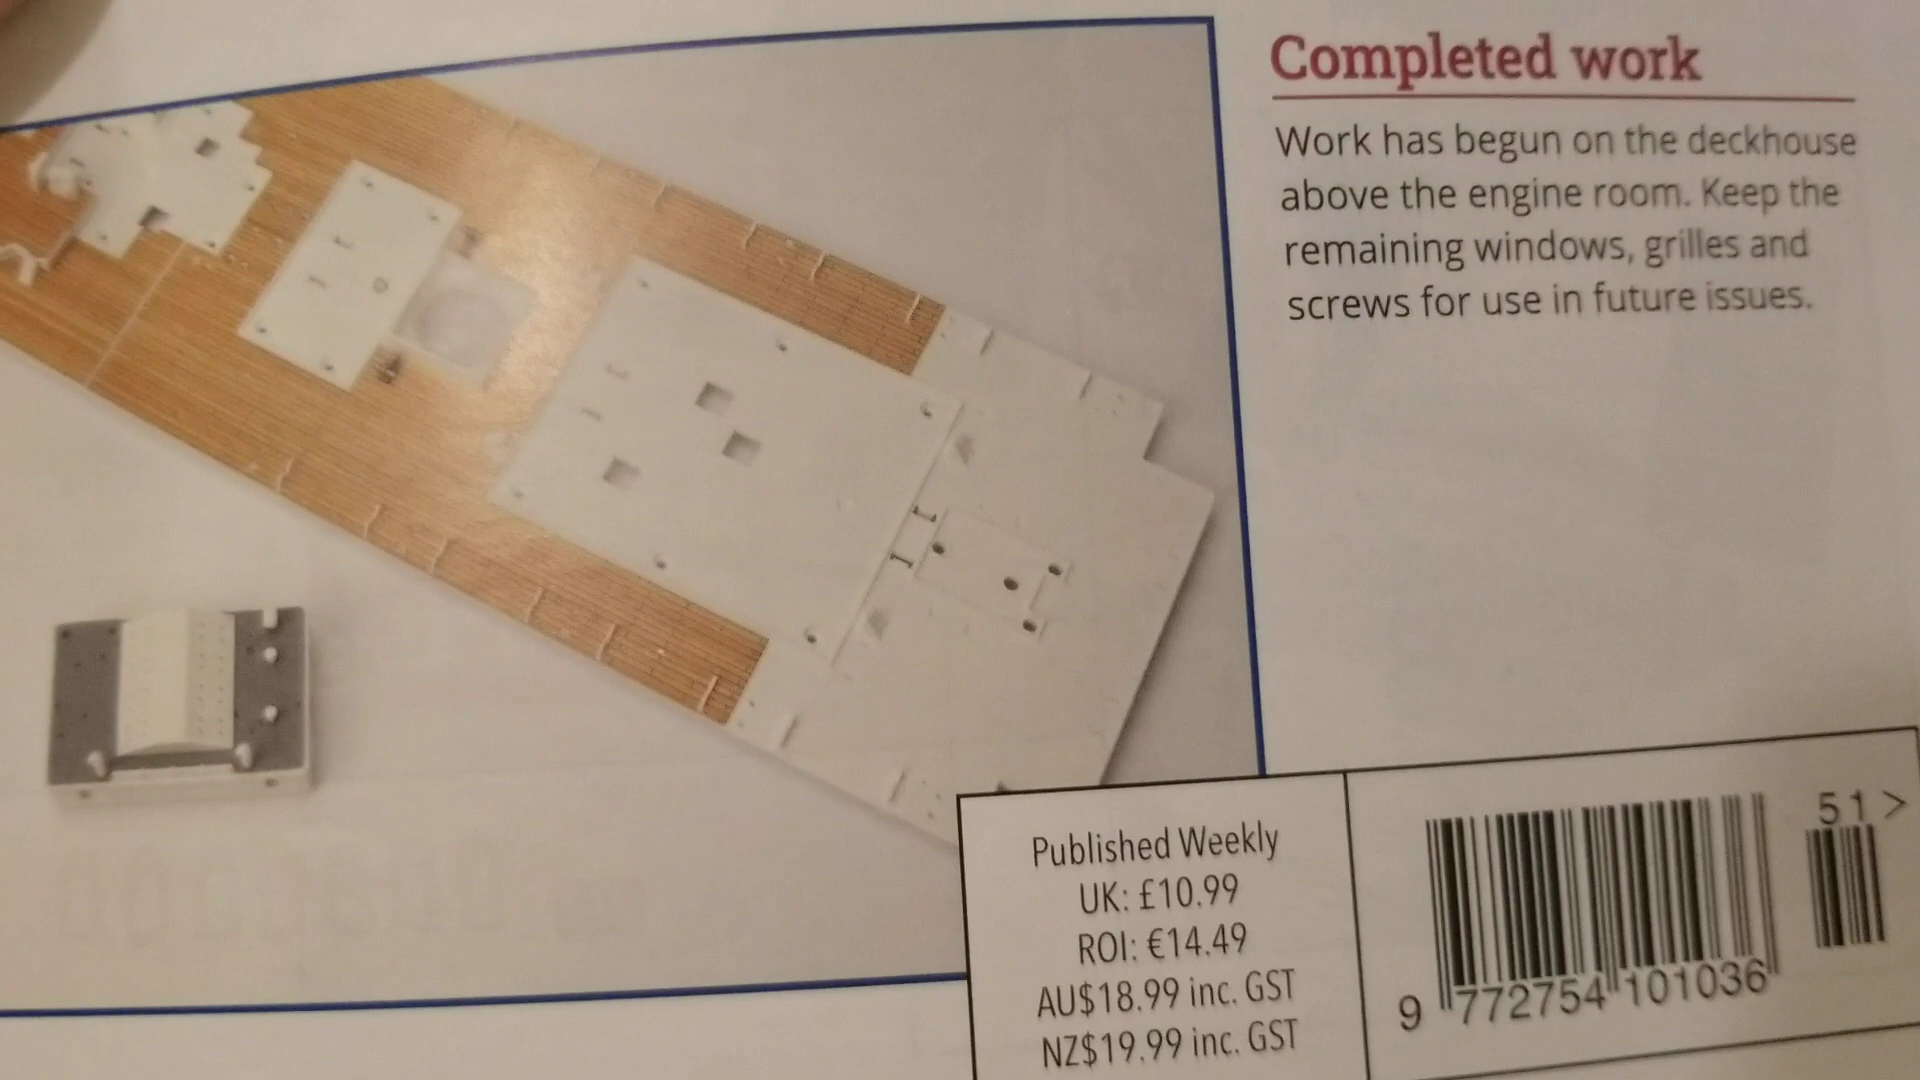 Completed work
Work has begun on the deckhouse
above the engine room. Keep the
remaining windows, grilles and
screws for use in future issues.
Published Weekly
UK: £10.99
ROI: €14.49
AU$18.99 inc. GST
NZ$19.99 inc. GST
51>
9 772754 101036